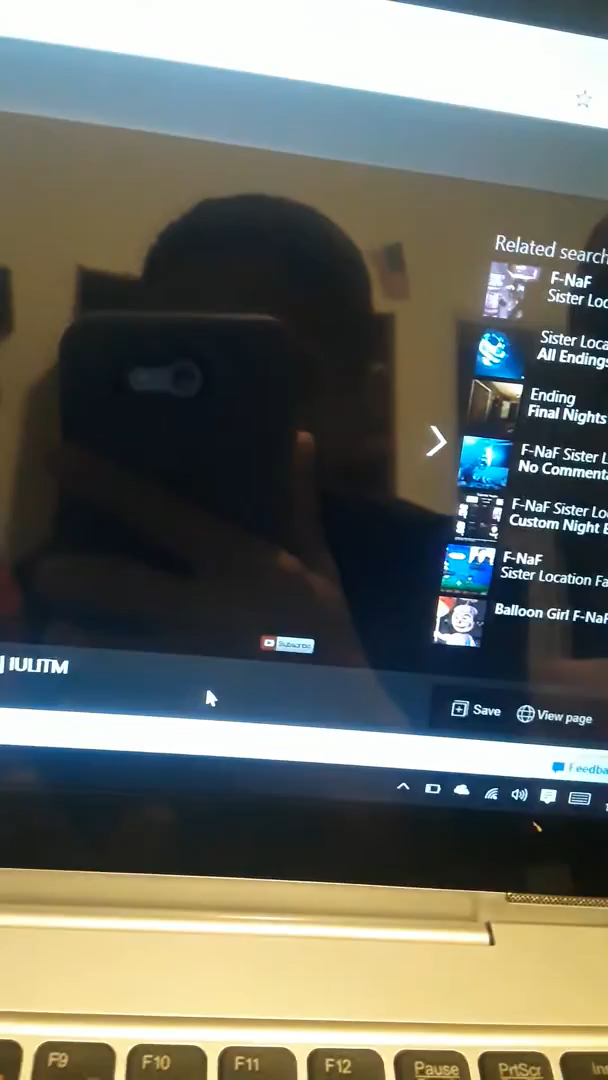 Related search
F-NaF
Sister Loc
Sister Loca
All Endings
Ending
Final Nights
F-NaF Sister L
No Comment
F-NaF Sister Lo
Custom Night E
F-NaF
Sister Location Fa
Balloon Girl F-NaF
Subscribe
| IULITM
Save
View page
Feedba
F9
F10
F11
F12
Pause
PrtScr
In